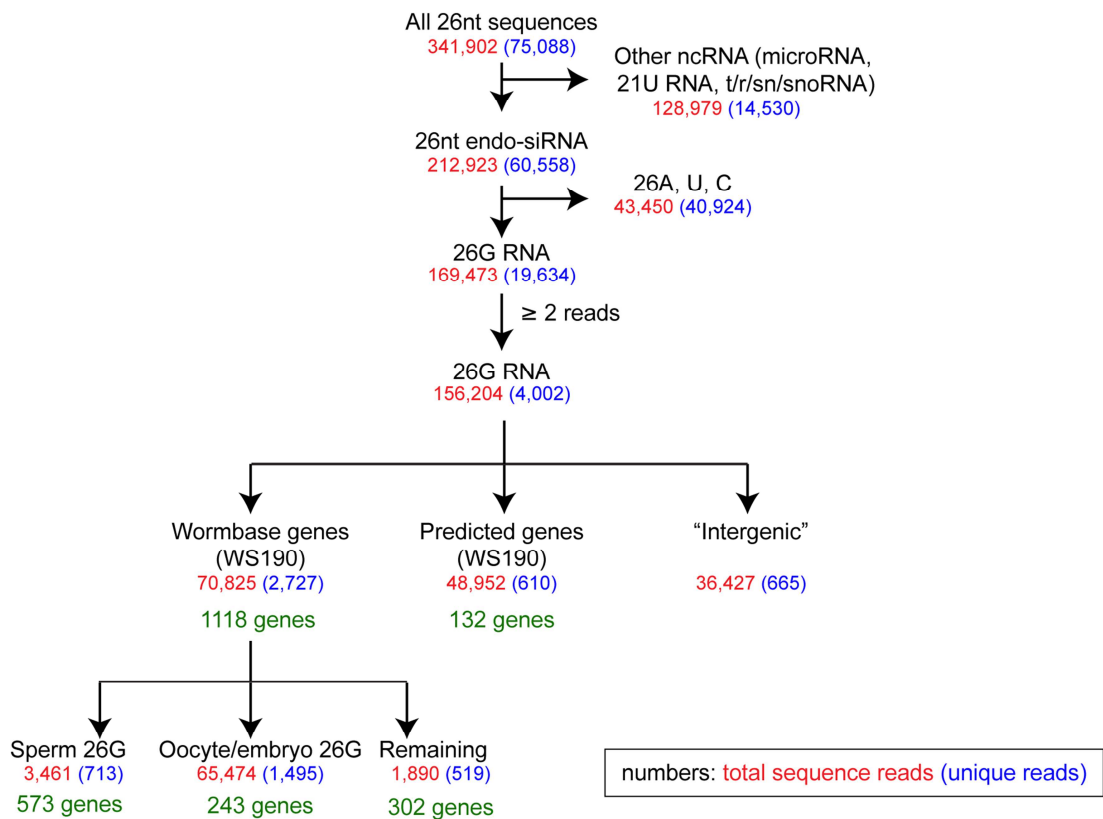 All 26nt sequences
341,902 (75,088)
Other ncRNA (microRNA,
21U RNA, t/r/sn/snoRNA)
128,979 (14,530)
26nt endo-siRNA
212,923 (60,558)
26A, U, C
43,450 (40,924)
26G RNA
169,473 (19,634)
≥ 2 reads
26G RNA
156,204 (4,002)
Wormbase genes
(WS190)
70,825 (2,727)
1118 genes
Predicted genes
(WS190)
48,952 (610)
132 genes
“Intergenic”
36,427 (665)
Sperm 26G
3,461 (713)
573 genes
Oocyte/embryo 26G
65,474 (1,495)
243 genes
Remaining
1,890 (519)
302 genes
numbers: total sequence reads (unique reads)